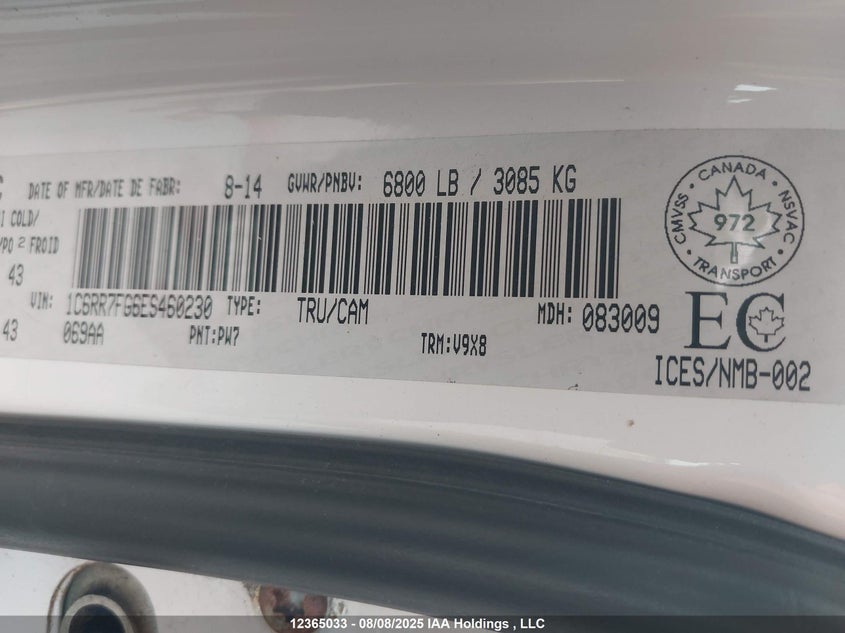 C DATE OF MFR/DATE DE FABR: 8-14 GVWR/PNBV: 6800 LB / 3085 KG
I COLD/
/PO 2 FROID
43
VIN: 1C6RR7FG6ES460230 TYPE: TRU/CAM MDH: 083009
43 069AA PNT:PW7 TRM:V9X8
CANADA
CMVSS 972 NSVAC
TRANSPORT
EC
ICES/NMB-002
12365033 - 08/08/2025 IAA Holdings , LLC